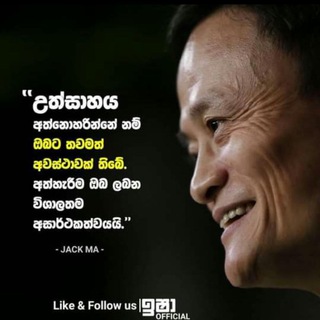 “උත්සාහය
අත්නොහරින්නේ නම්
ඔබට තවමත්
අවස්ථාවක් තිබේ.
අත්හැරීම ඔබ ලබන
විශාලතම
අසාර්ථකත්වයයි.”
- JACK MA -
Like & Follow us | ඉෂා
OFFICIAL